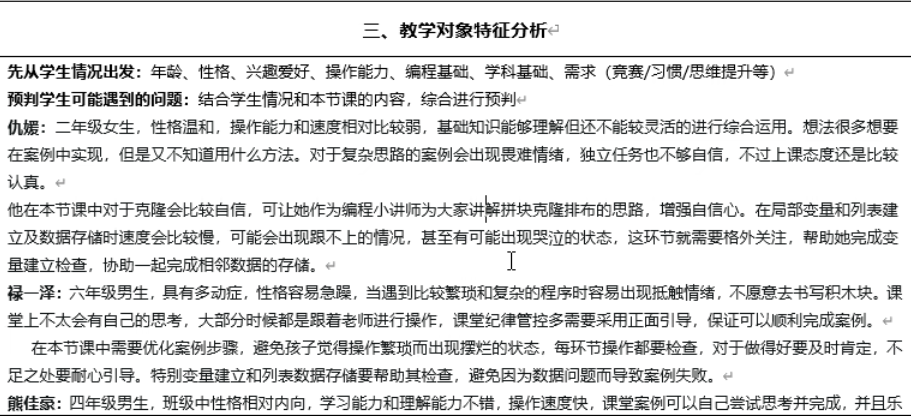 三、教学对象特征分析
先从学生情况出发：年龄、性格、兴趣爱好、操作能力、编程基础、学科基础、需求（竞赛/习惯/思维提升等）
预判学生可能遇到的问题：结合学生情况和本节课的内容，综合进行预判
仇媛：二年级女生，性格温和，操作能力和速度相对比较弱，基础知识能够理解但还不能较灵活的进行综合运用。想法很多想要
在案例中实现，但是又不知道用什么方法。对于复杂思路的案例会出现畏难情绪，独立任务也不够自信，不过上课态度还是比较
认真。
他在本节课中对于克隆会比较自信，可让她作为编程小讲师为大家讲解拼块克隆排布的思路，增强自信心。在局部变量和列表建
立及数据存储时速度会比较慢，可能会出现跟不上的情况，甚至有可能出现哭泣的状态，这环节就需要格外关注，帮助她完成变
量建立检查，协助一起完成相邻数据的存储。
禄一泽：六年级男生，具有多动症，性格容易急躁，当遇到比较繁琐和复杂的程序时容易出现抵触情绪，不愿意去书写积木块。课
堂上不太会有自己的思考，大部分时候都是跟着老师进行操作，课堂纪律管控多需要采用正面引导，保证可以顺利完成案例。
在本节课中需要优化案例步骤，避免孩子觉得操作繁琐而出现摆烂的状态，每环节操作都要检查，对于做得好要及时肯定，不
足之处要耐心引导。特别变量建立和列表数据存储要帮助其检查，避免因为数据问题而导致案例失败。
熊佳豪：四年级男生，班级中性格相对内向，学习能力和理解能力不错，操作速度快，课堂案例可以自己尝试思考并完成，并且乐